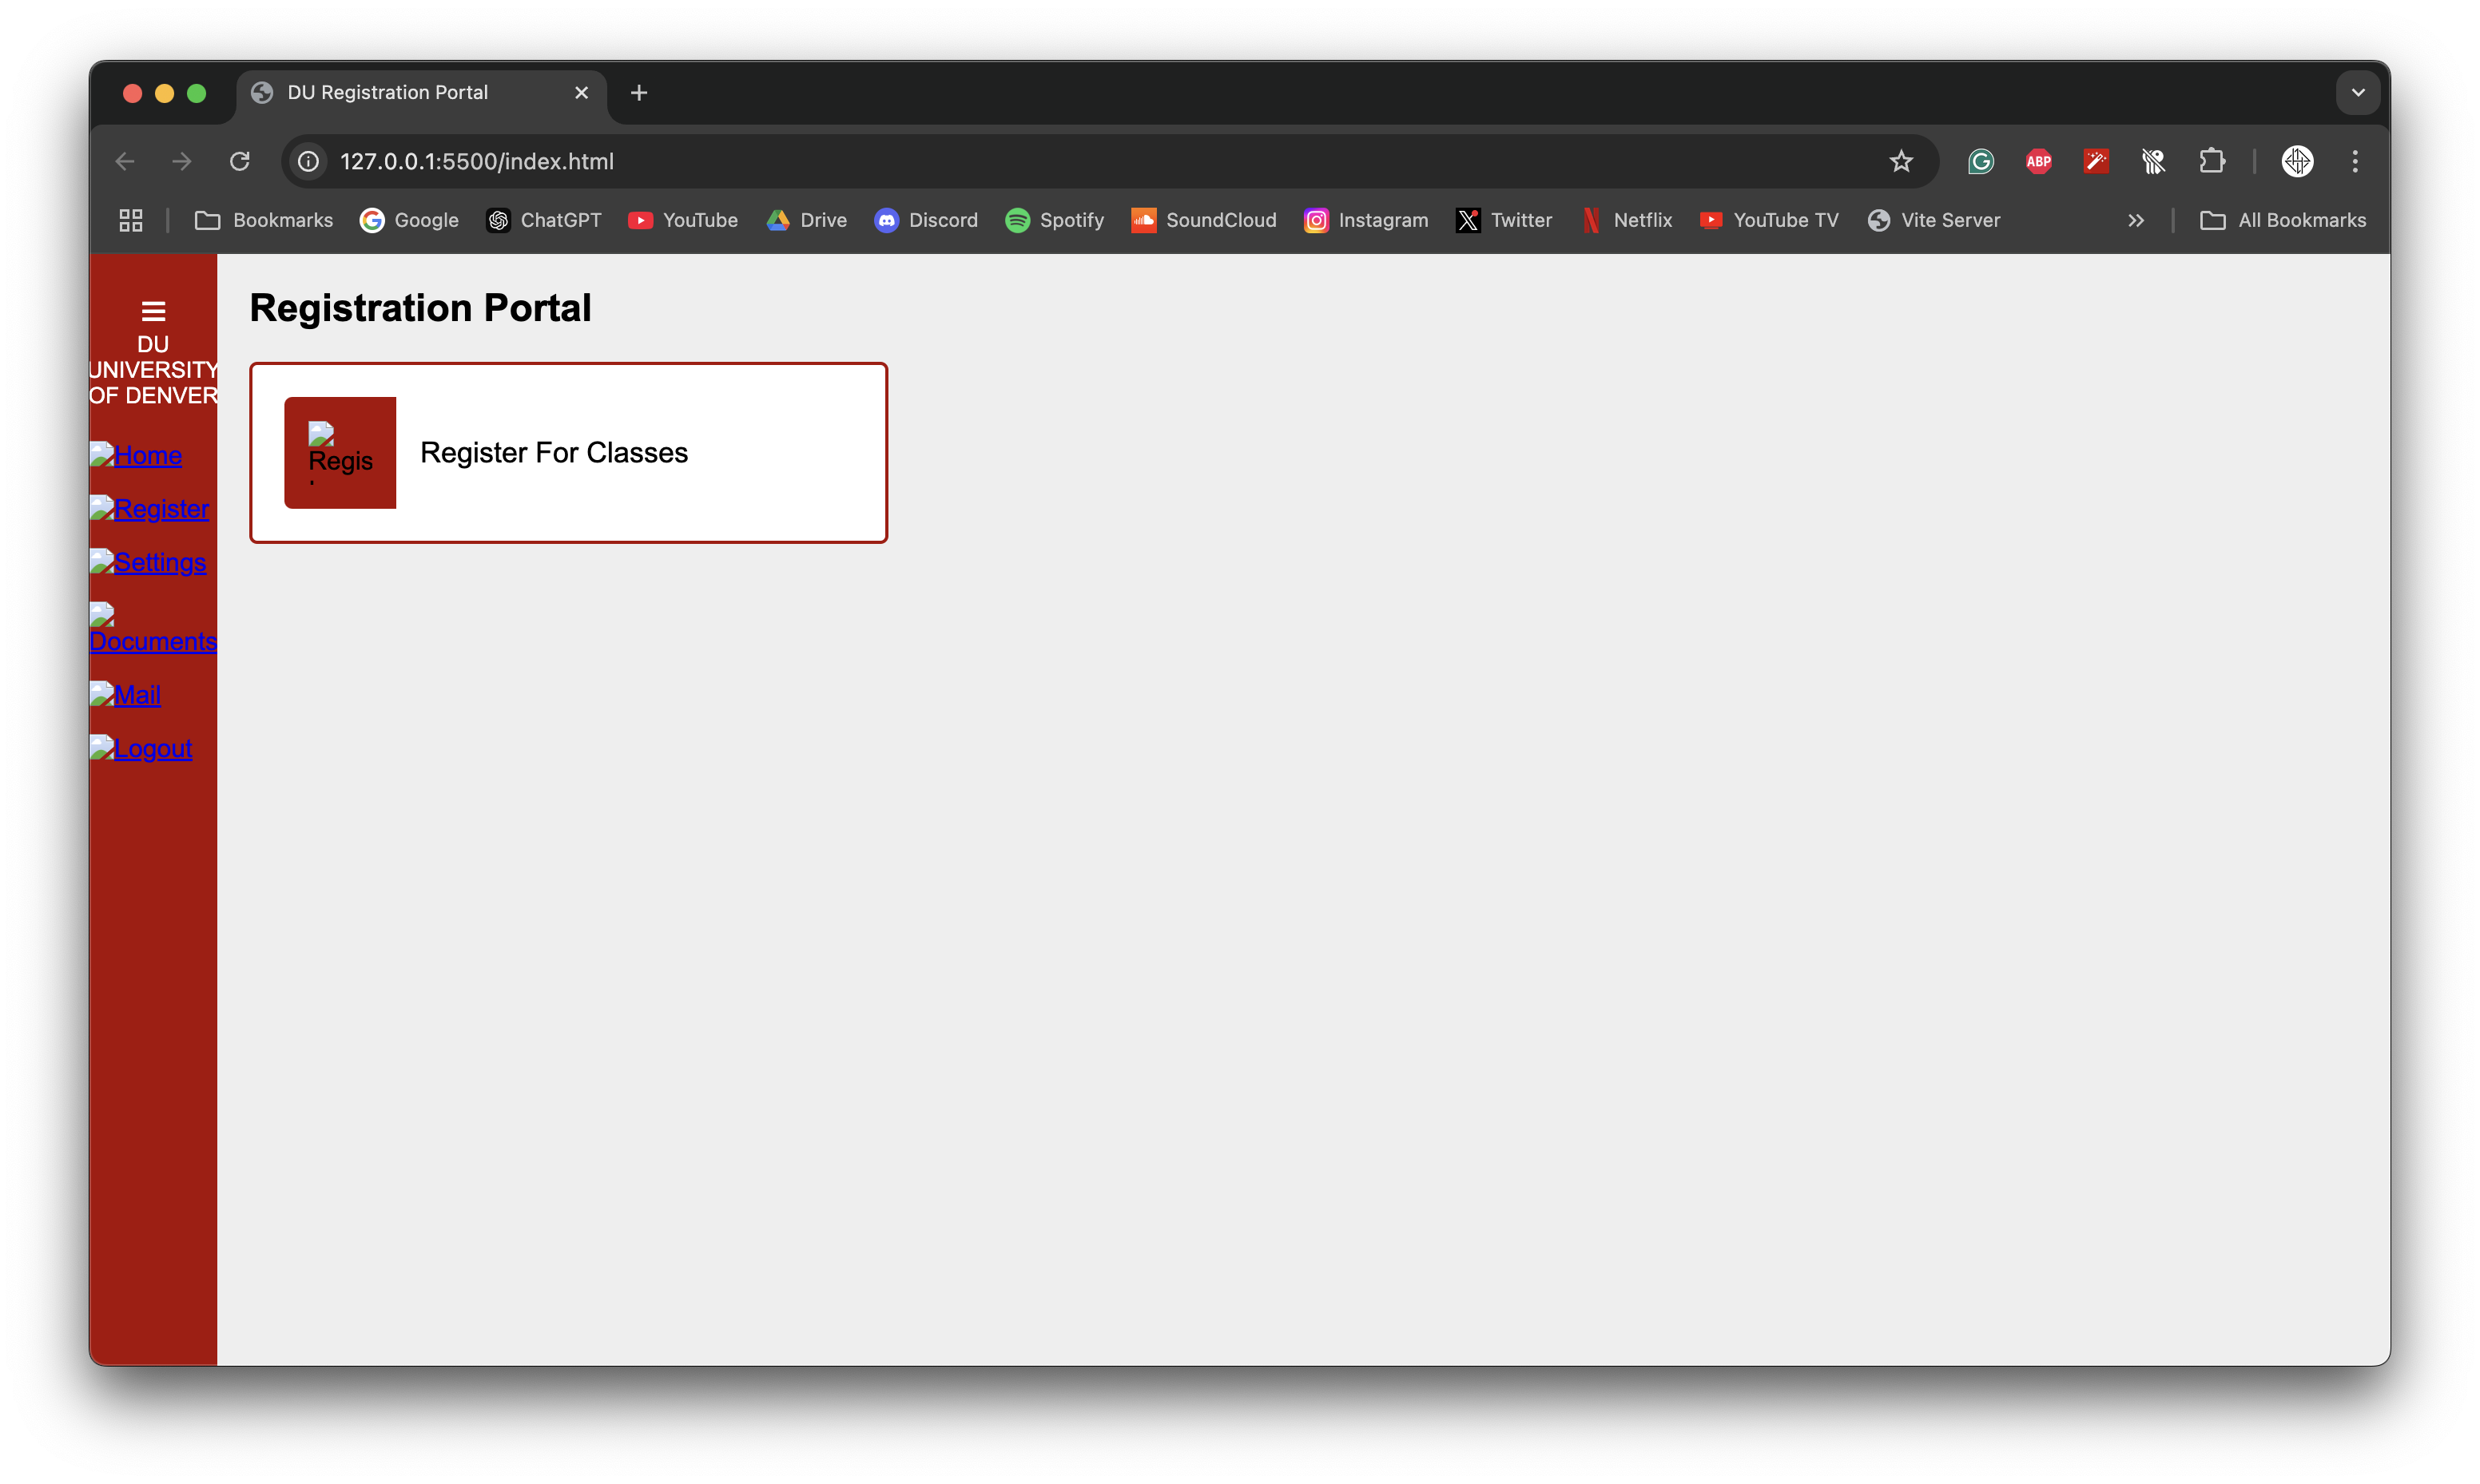 DU Registration Portal
127.0.0.1:5500/index.html
ABP
Bookmarks Google ChatGPT YouTube Drive Discord Spotify SoundCloud Instagram Twitter Netflix YouTube TV Vite Server All Bookmarks
DU
UNIVERSITY
OF DENVER
Home
Register
Settings
Documents
Mail
Logout
Registration Portal
Regis
Register For Classes